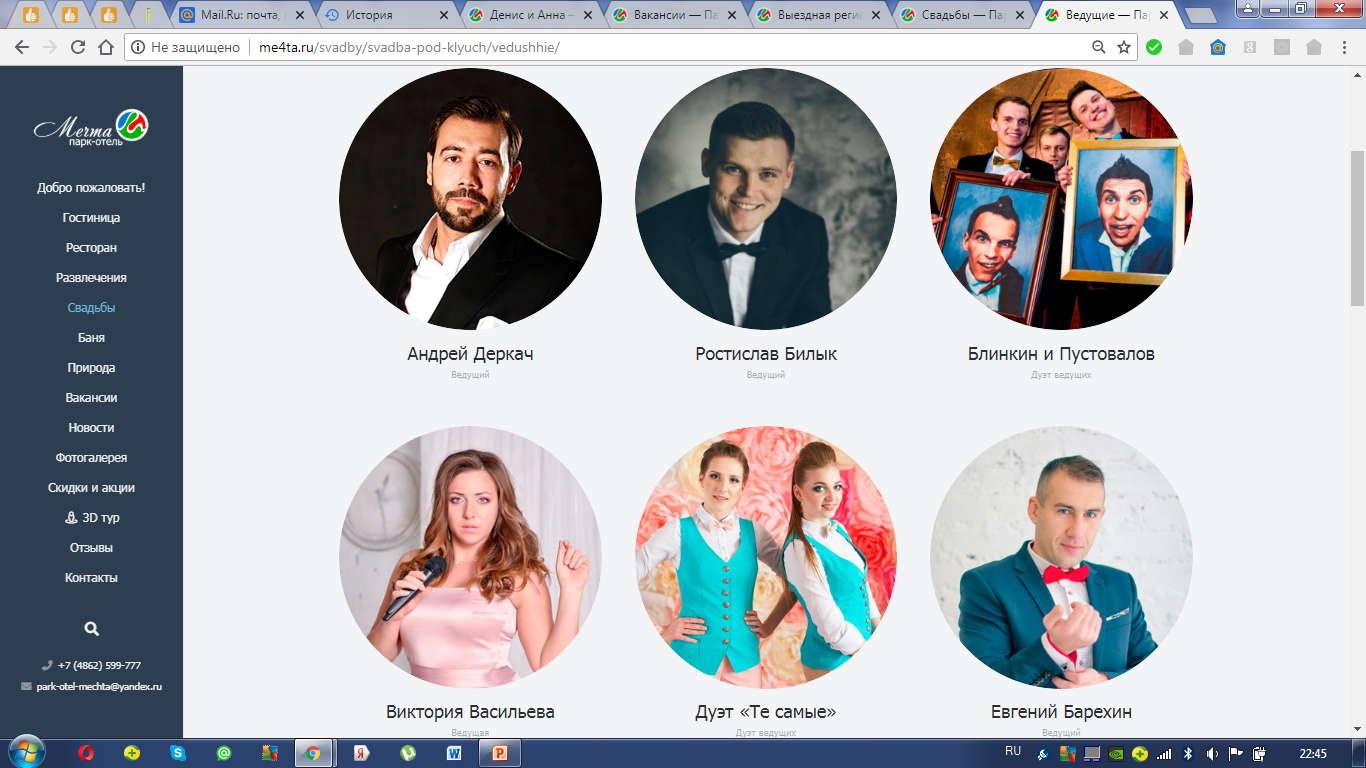 Mail.Ru: почта,
История
Денис и Анна –
Вакансии — Па
Выездная реги
Свадьбы — Пар
Ведущие — Пар
Не защищено
me4ta.ru/svadby/svadba-pod-klyuch/vedushhie/
Мечта
парк-отель
Добро пожаловать!
Гостиница
Ресторан
Развлечения
Свадьбы
Баня
Природа
Вакансии
Новости
Фотогалерея
Скидки и акции
3D тур
Отзывы
Контакты
+7 (4862) 599-777
park-otel-mechta@yandex.ru
Андрей Деркач
Ведущий
Ростислав Билык
Ведущий
Блинкин и Пустовалов
Дуэт ведущих
Виктория Васильева
Ведущая
Дуэт «Те самые»
Дуэт ведущих
Евгений Барехин
Ведущий
RU
22:45